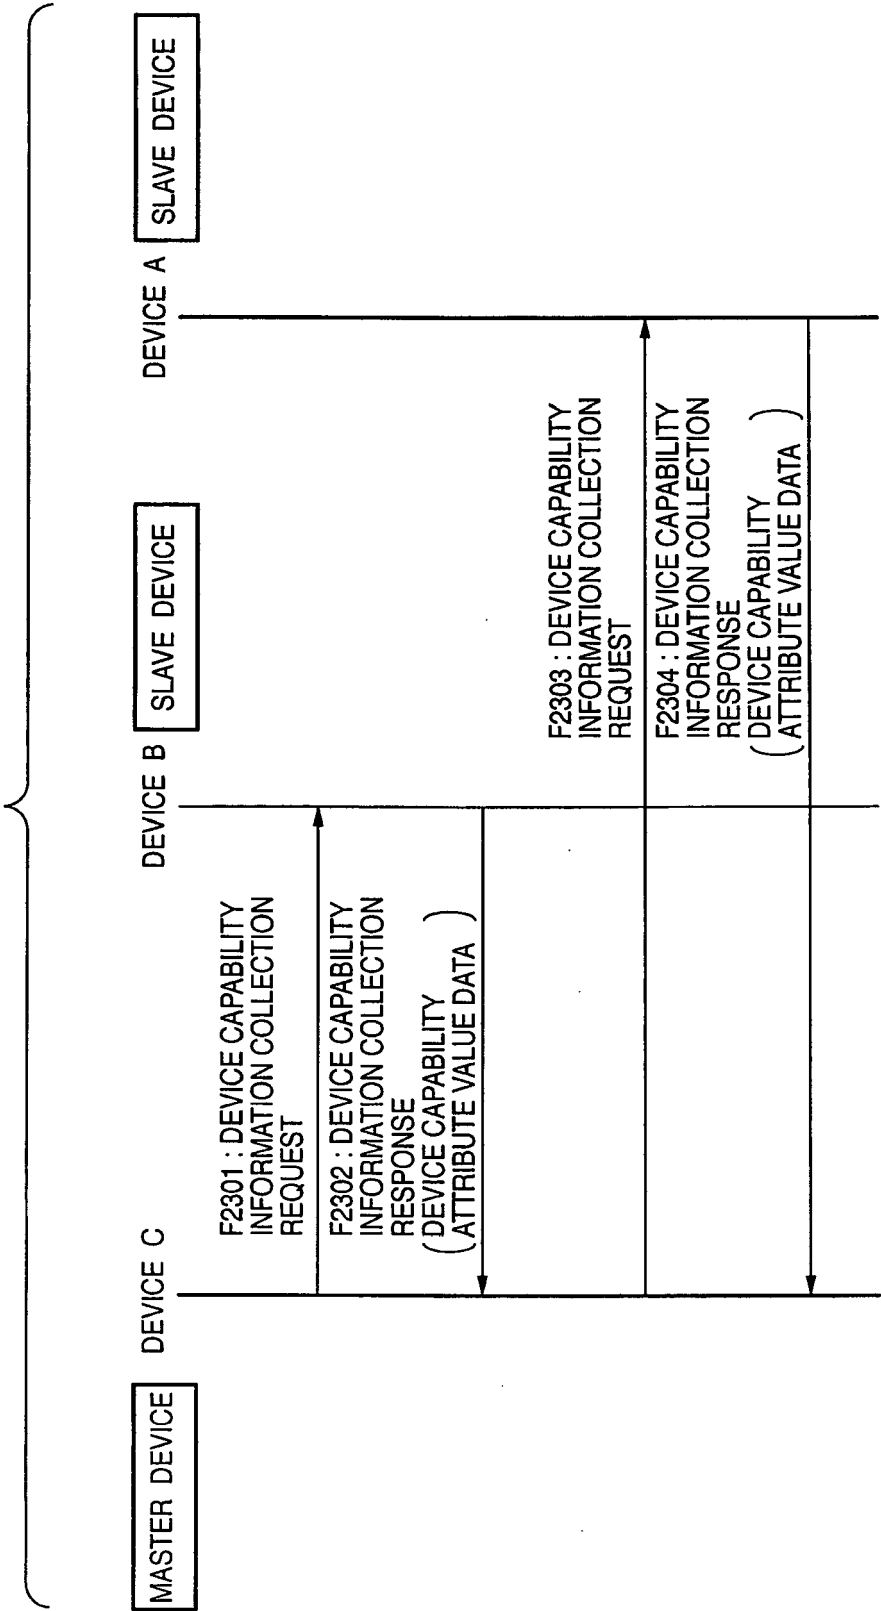 MASTER DEVICE
DEVICE C
DEVICE B
SLAVE DEVICE
DEVICE A
SLAVE DEVICE
F2301 : DEVICE CAPABILITY
INFORMATION COLLECTION
REQUEST
F2302 : DEVICE CAPABILITY
INFORMATION COLLECTION
RESPONSE
(DEVICE CAPABILITY
ATTRIBUTE VALUE DATA)
F2303 : DEVICE CAPABILITY
INFORMATION COLLECTION
REQUEST
F2304 : DEVICE CAPABILITY
INFORMATION COLLECTION
RESPONSE
(DEVICE CAPABILITY
ATTRIBUTE VALUE DATA)